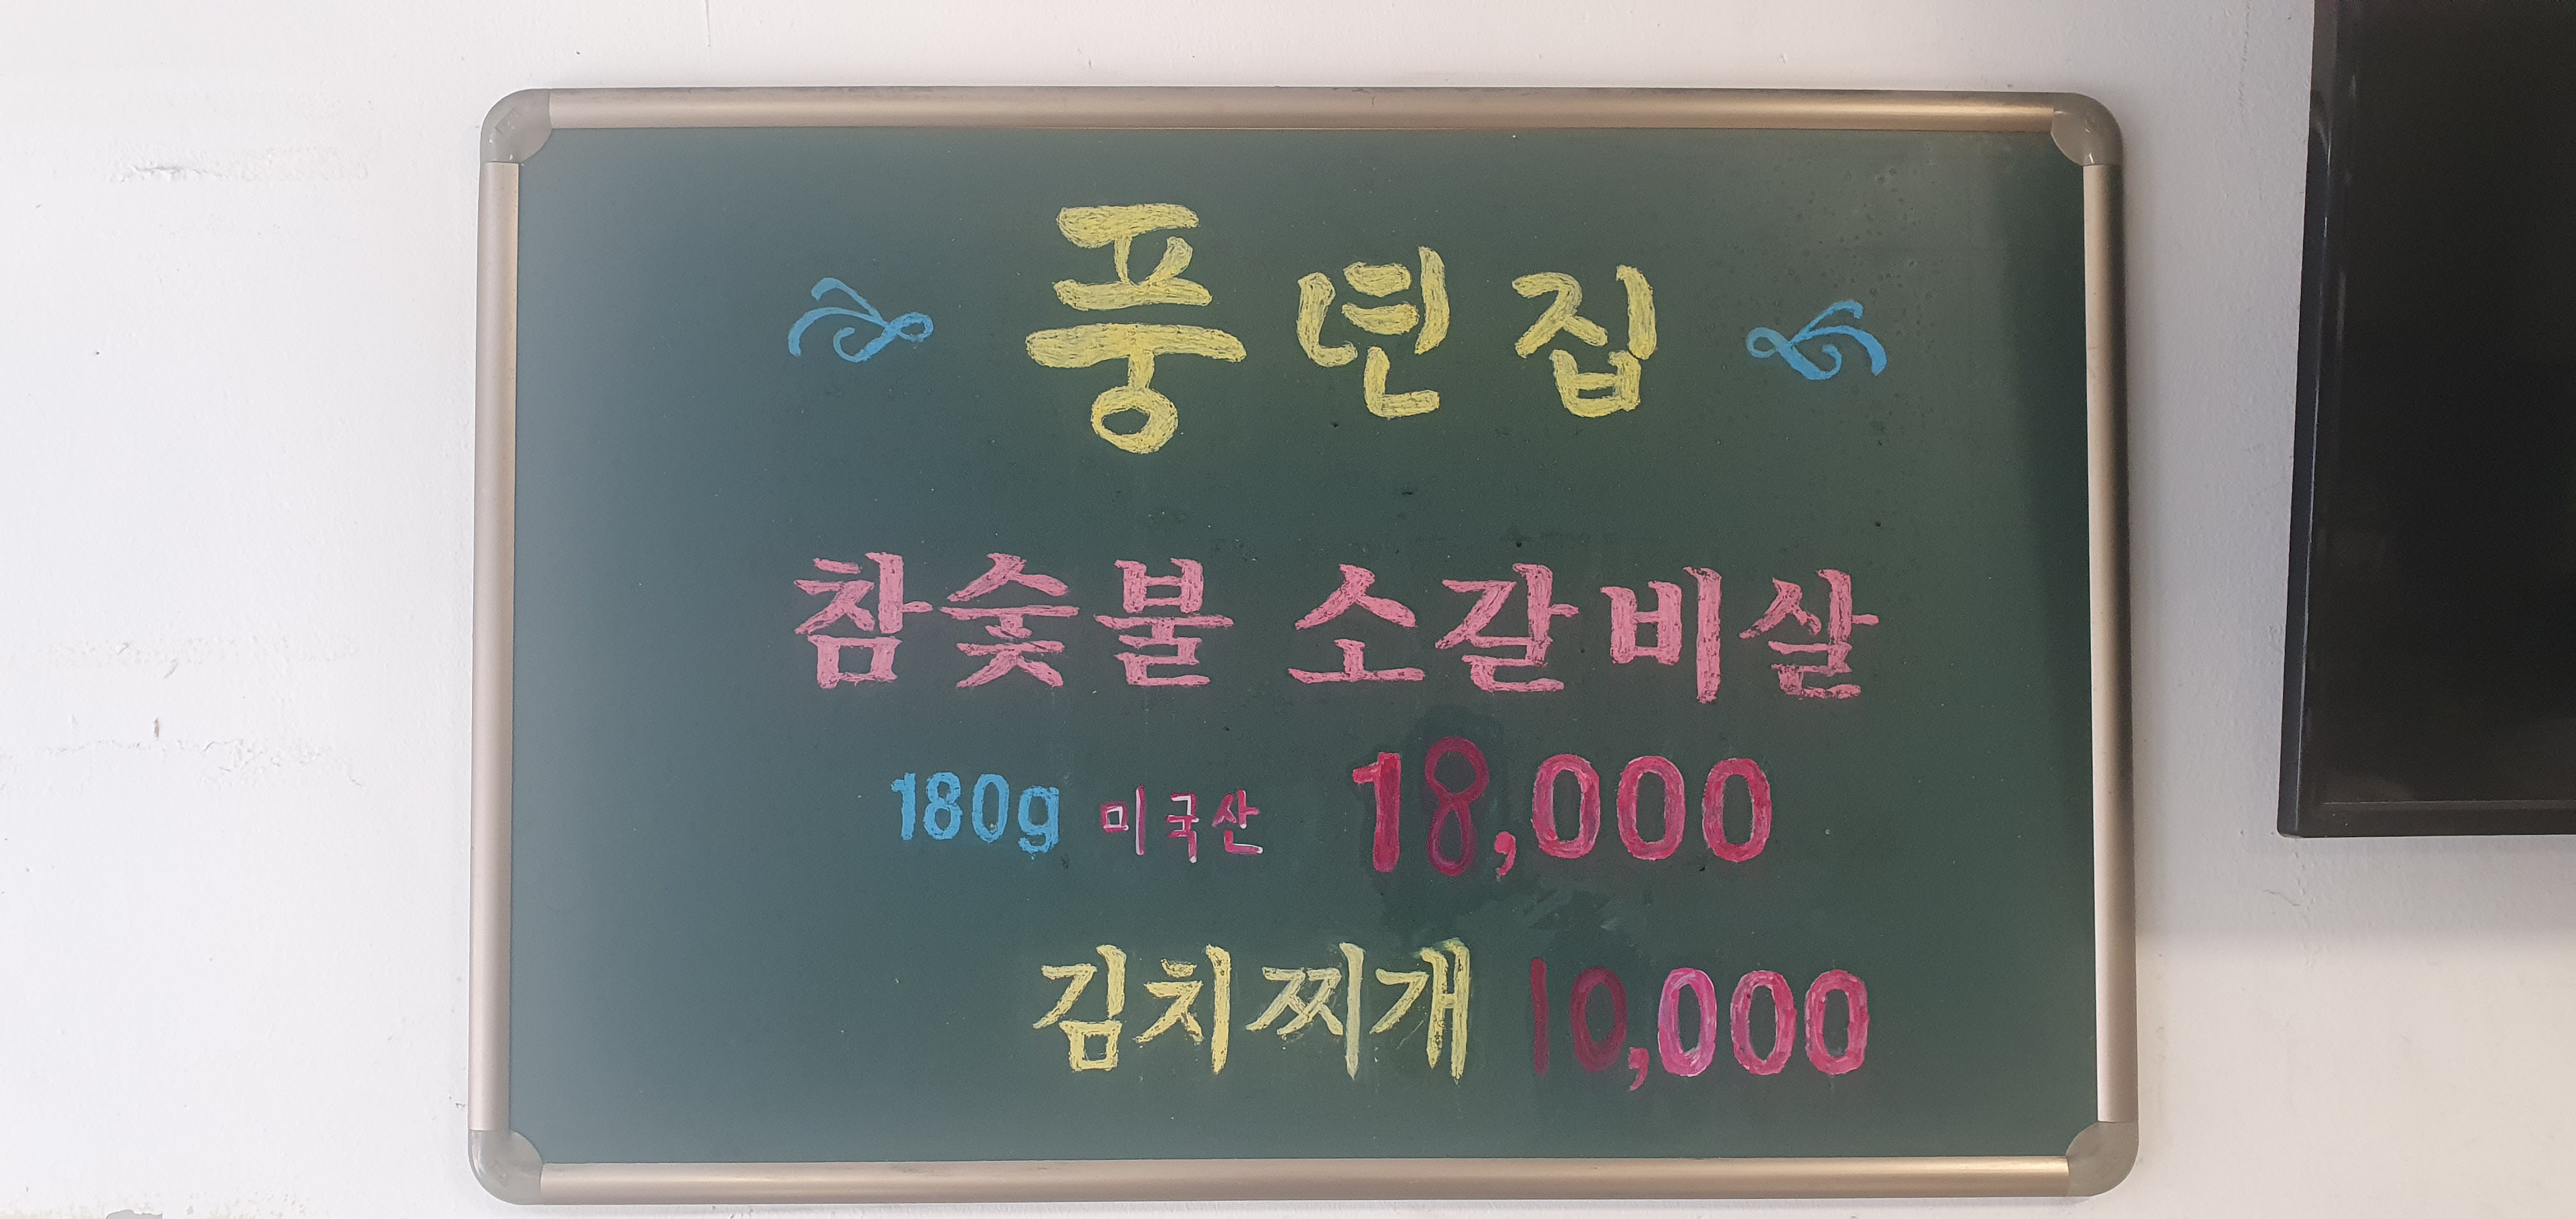 풍년집
참숯불 소갈비살
180g 미국산 18,000
김치찌개 10,000